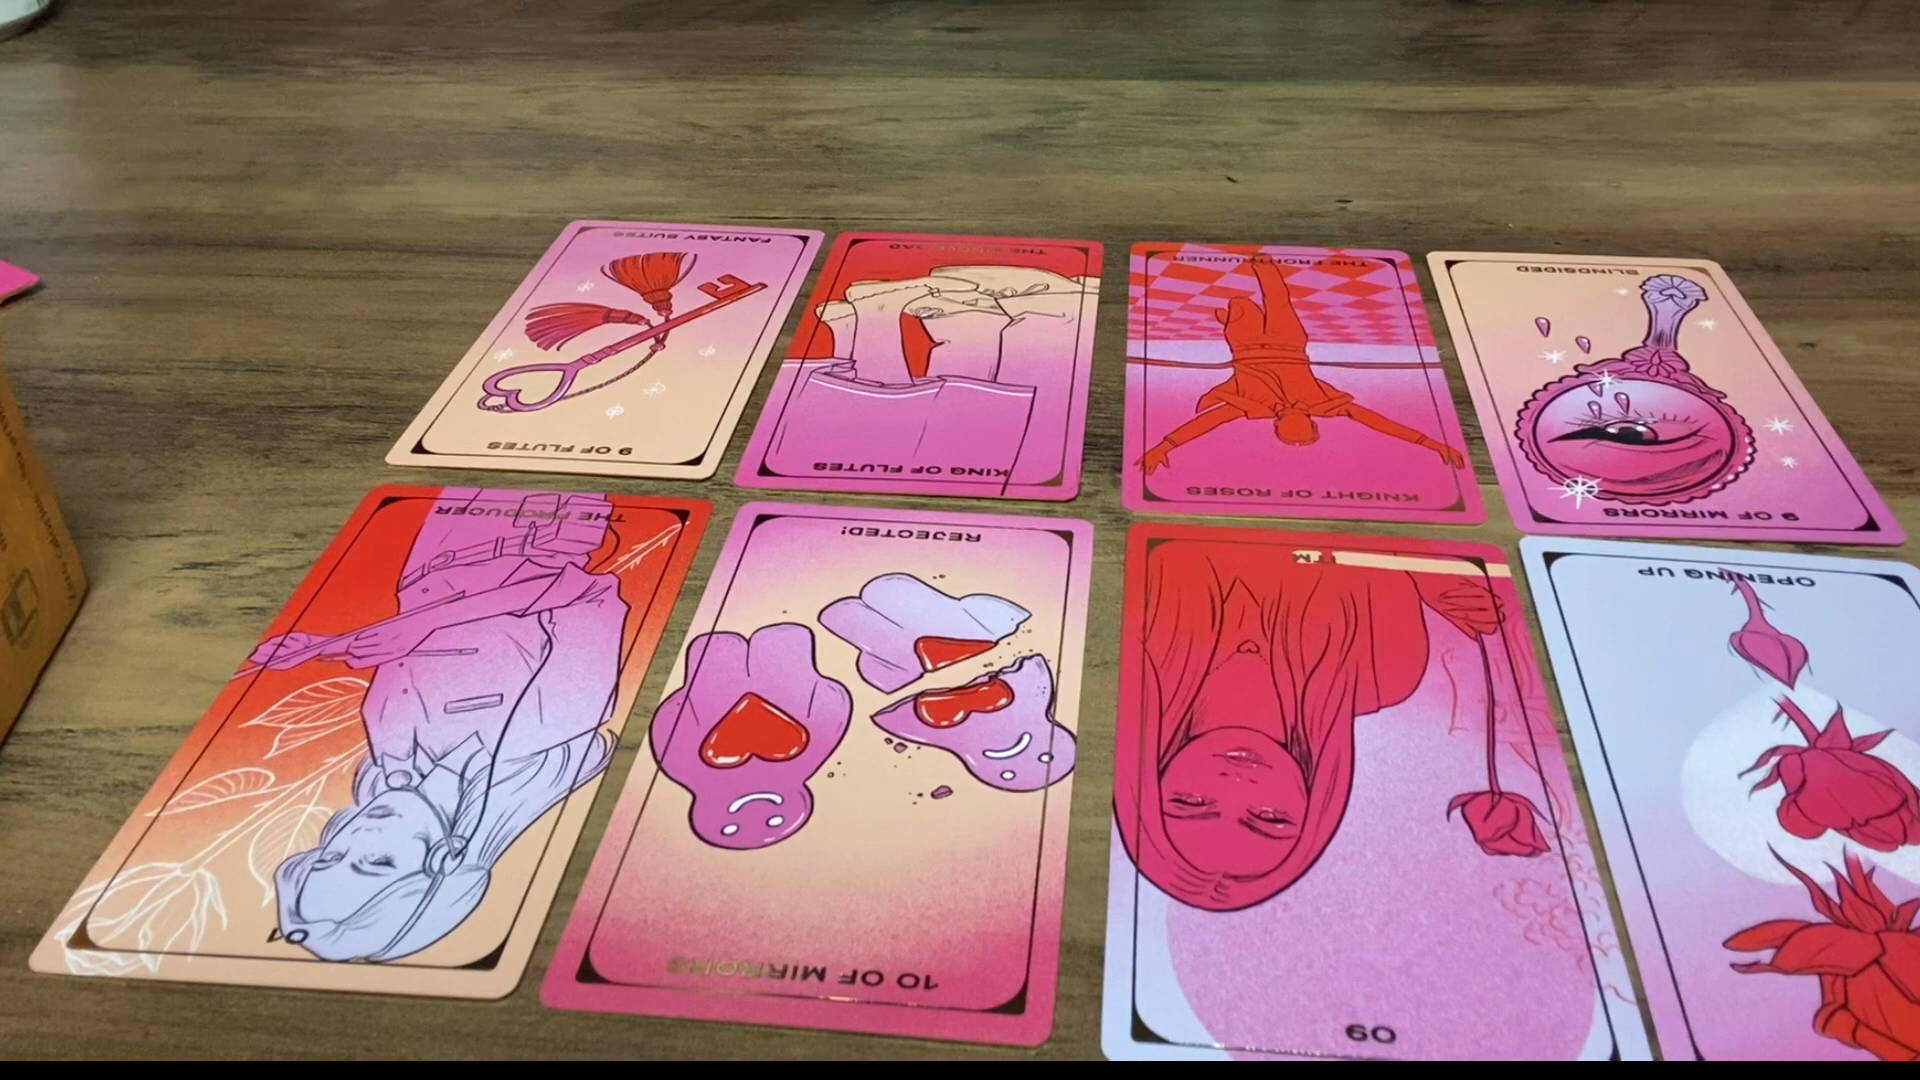 FANTASY SUITES
9 OF FLUTES
KING OF FLUTES
THE FRONTRUNNER
KNIGHT OF ROSES
BLINDSIDED
9 OF MIRRORS
THE PRODUCER
01
REJECTED!
10 OF MIRRORS
09
OPENING UP